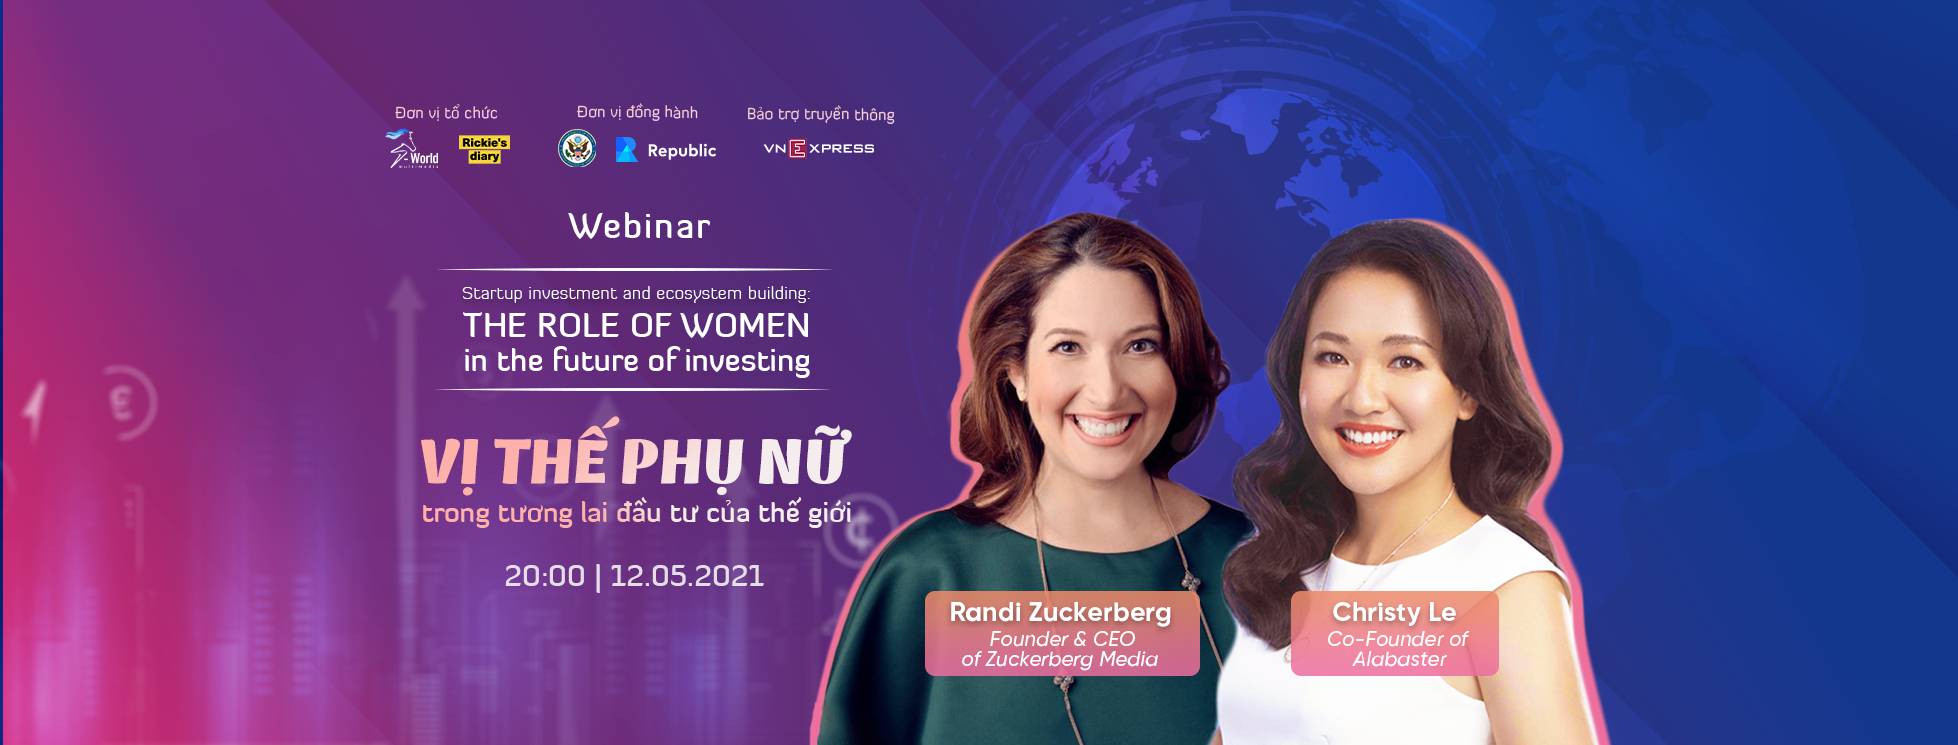 Đơn vị tổ chức
World
Rickie's
diary
Đơn vị đồng hành
Republic
Bảo trợ truyền thông
VNEXPRESS
Webinar
Startup investment and ecosystem building:
THE ROLE OF WOMEN
in the future of investing
VỊ THẾ PHỤ NỮ
trong tương lai đầu tư của thế giới
20:00 | 12.05.2021
Randi Zuckerberg
Founder & CEO
of Zuckerberg Media
Christy Le
Co-Founder of
Alabaster